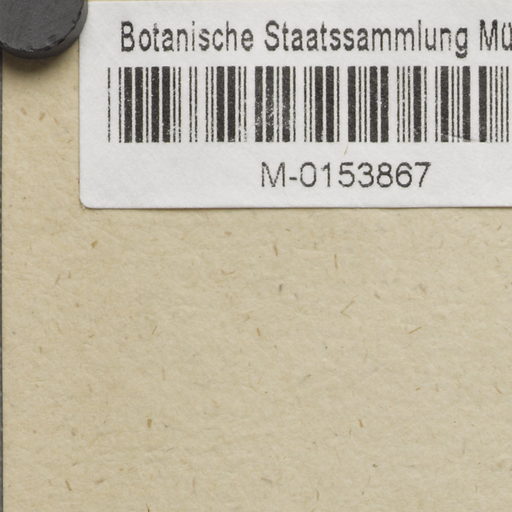 Botanische Staatssammlung Mü
M-0153867